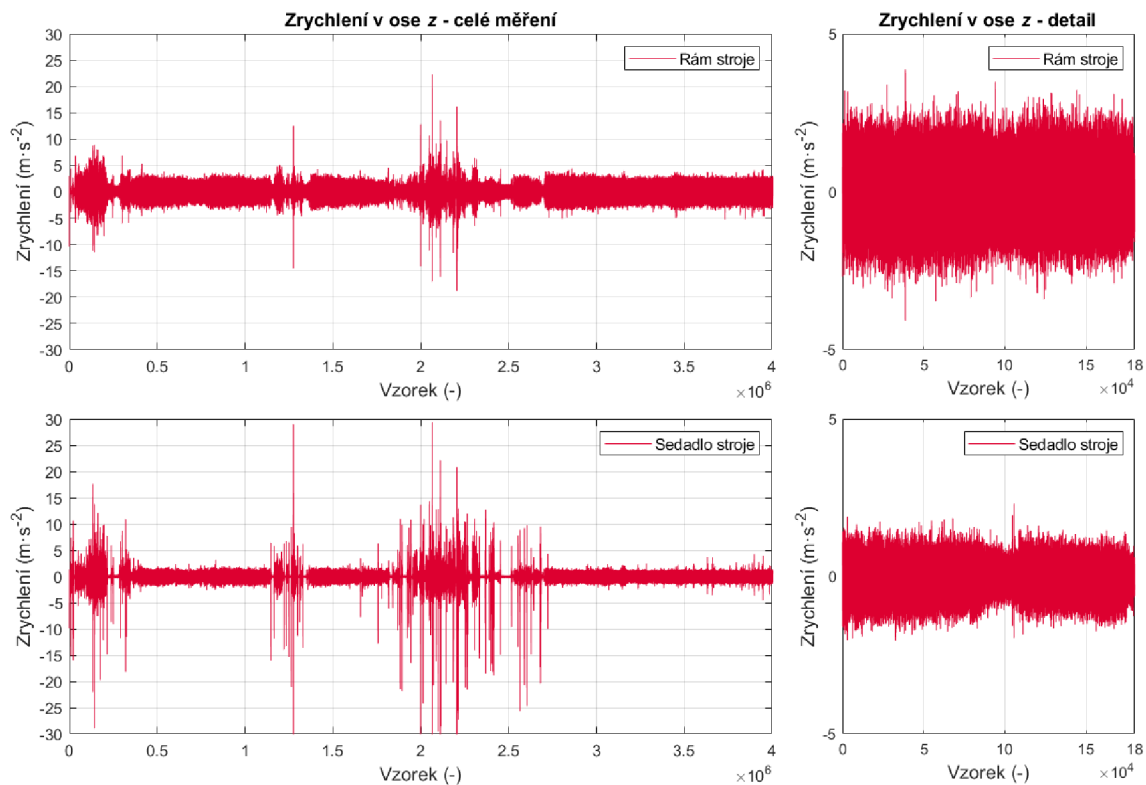 Zrychlení v ose z - celé měření
30
25
20
15
10
5
0
-5
-10
-15
-20
-25
-30
Zrychlení (m·s⁻²)
Rám stroje
0 0.5 1 1.5 2 2.5 3 3.5 4
Vzorek (-)
×10⁶
Zrychlení v ose z - detail
5
0
-5
Zrychlení (m·s⁻²)
Rám stroje
0 5 10 15 18
Vzorek (-)
×10⁴
30
25
20
15
10
5
0
-5
-10
-15
-20
-25
-30
Zrychlení (m·s⁻²)
Sedadlo stroje
0 0.5 1 1.5 2 2.5 3 3.5 4
Vzorek (-)
×10⁶
5
0
-5
Zrychlení (m·s⁻²)
Sedadlo stroje
0 5 10 15 18
Vzorek (-)
×10⁴